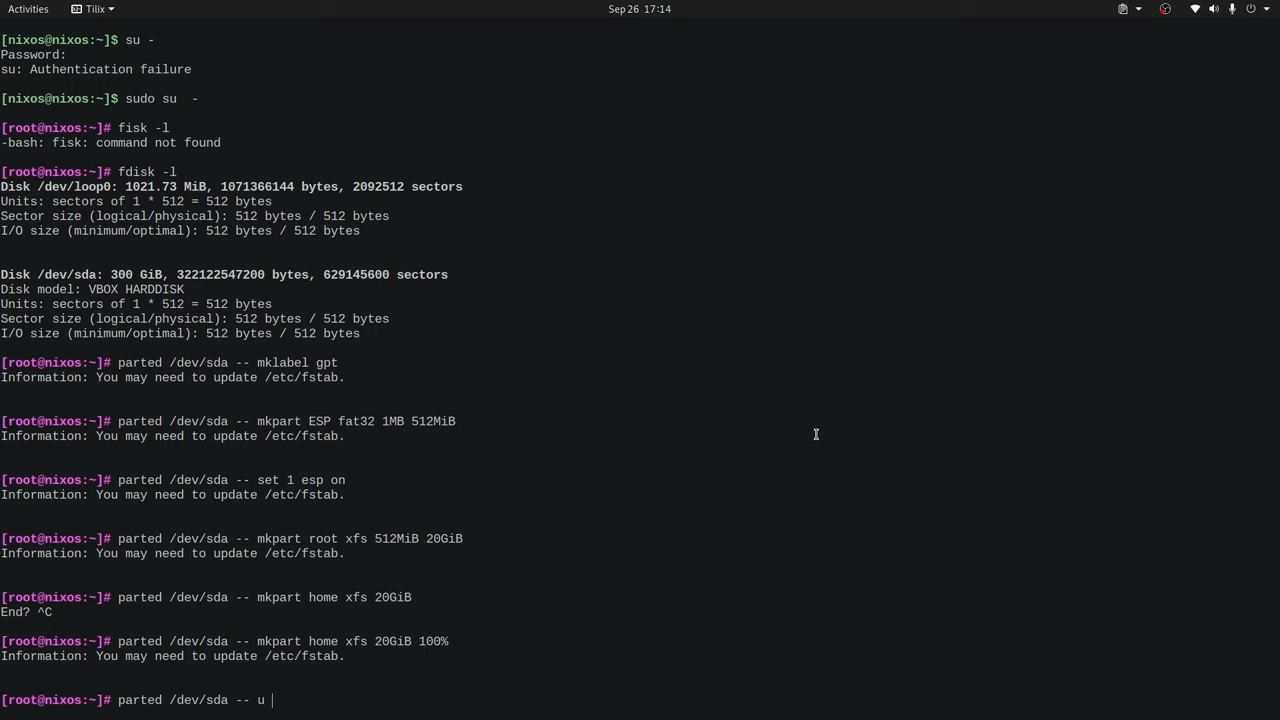 Activities
Tilix
Sep 26 17:14
[nixos@nixos:~]$ su -
Password:
su: Authentication failure
[nixos@nixos:~]$ sudo su  -
[root@nixos:~]# fisk -l
-bash: fisk: command not found
[root@nixos:~]# fdisk -l
Disk /dev/loop0: 1021.73 MiB, 1071366144 bytes, 2092512 sectors
Units: sectors of 1 * 512 = 512 bytes
Sector size (logical/physical): 512 bytes / 512 bytes
I/O size (minimum/optimal): 512 bytes / 512 bytes
Disk /dev/sda: 300 GiB, 322122547200 bytes, 629145600 sectors
Disk model: VBOX HARDDISK
Units: sectors of 1 * 512 = 512 bytes
Sector size (logical/physical): 512 bytes / 512 bytes
I/O size (minimum/optimal): 512 bytes / 512 bytes
[root@nixos:~]# parted /dev/sda -- mklabel gpt
Information: You may need to update /etc/fstab.
[root@nixos:~]# parted /dev/sda -- mkpart ESP fat32 1MB 512MiB
Information: You may need to update /etc/fstab.
[root@nixos:~]# parted /dev/sda -- set 1 esp on
Information: You may need to update /etc/fstab.
[root@nixos:~]# parted /dev/sda -- mkpart root xfs 512MiB 20GiB
Information: You may need to update /etc/fstab.
[root@nixos:~]# parted /dev/sda -- mkpart home xfs 20GiB
End? ^C
[root@nixos:~]# parted /dev/sda -- mkpart home xfs 20GiB 100%
Information: You may need to update /etc/fstab.
[root@nixos:~]# parted /dev/sda -- u